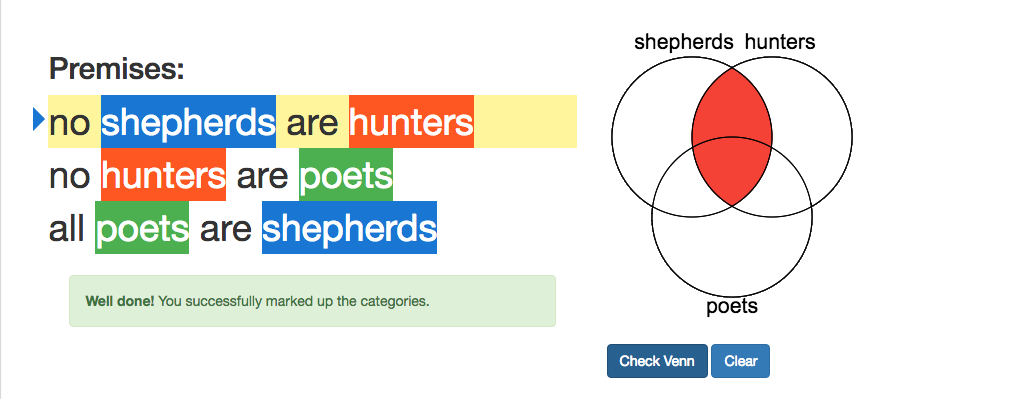 Premises:
no shepherds are hunters
no hunters are poets
all poets are shepherds
Well done! You successfully marked up the categories.
shepherds hunters
poets
Check Venn Clear